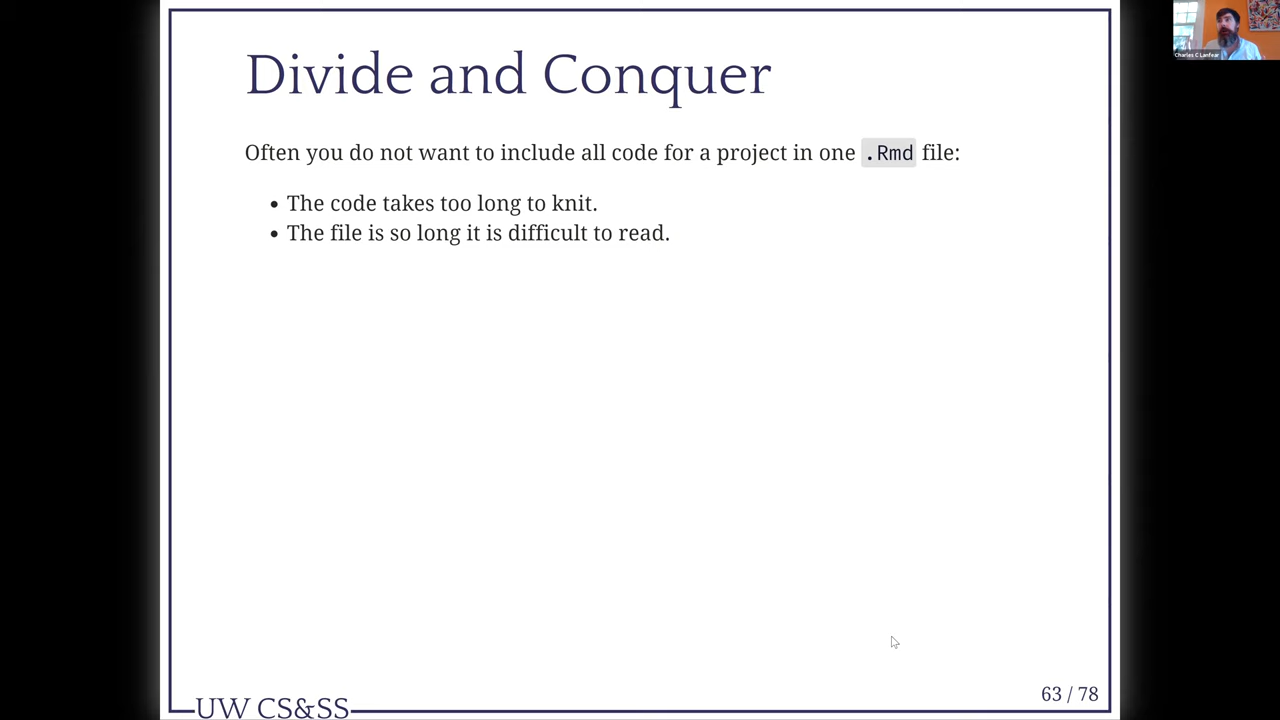 Divide and Conquer
Often you do not want to include all code for a project in one .Rmd file:
• The code takes too long to knit.
• The file is so long it is difficult to read.
63 / 78
UW CS&SS
Charles C Lanfear